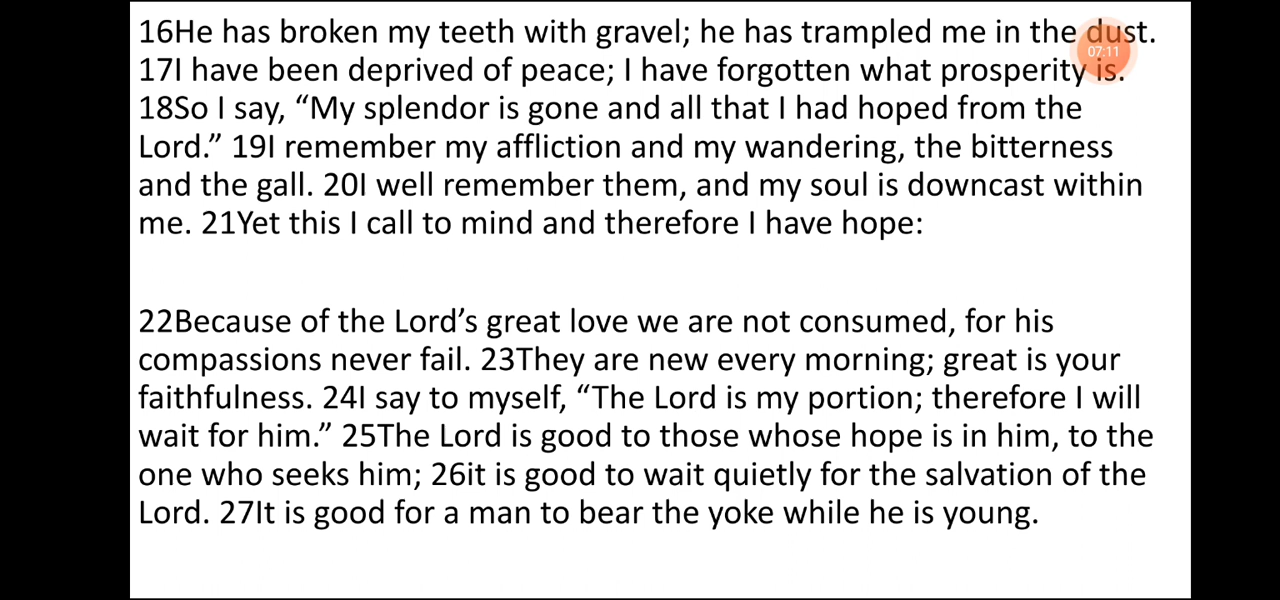 16He has broken my teeth with gravel; he has trampled me in the dust.
07:11
17I have been deprived of peace; I have forgotten what prosperity is.
18So I say, “My splendor is gone and all that I had hoped from the
Lord.” 19I remember my affliction and my wandering, the bitterness
and the gall. 20I well remember them, and my soul is downcast within
me. 21Yet this I call to mind and therefore I have hope:
22Because of the Lord’s great love we are not consumed, for his
compassions never fail. 23They are new every morning; great is your
faithfulness. 24I say to myself, “The Lord is my portion; therefore I will
wait for him.” 25The Lord is good to those whose hope is in him, to the
one who seeks him; 26it is good to wait quietly for the salvation of the
Lord. 27It is good for a man to bear the yoke while he is young.